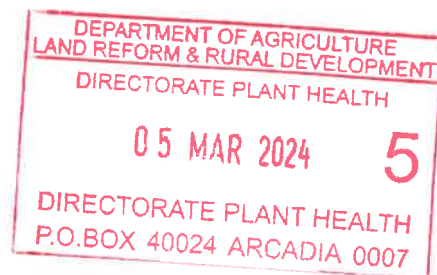 DEPARTMENT OF AGRICULTURE
LAND REFORM & RURAL DEVELOPMENT
DIRECTORATE PLANT HEALTH
05 MAR 2024 5
DIRECTORATE PLANT HEALTH
P.O.BOX 40024 ARCADIA 0007